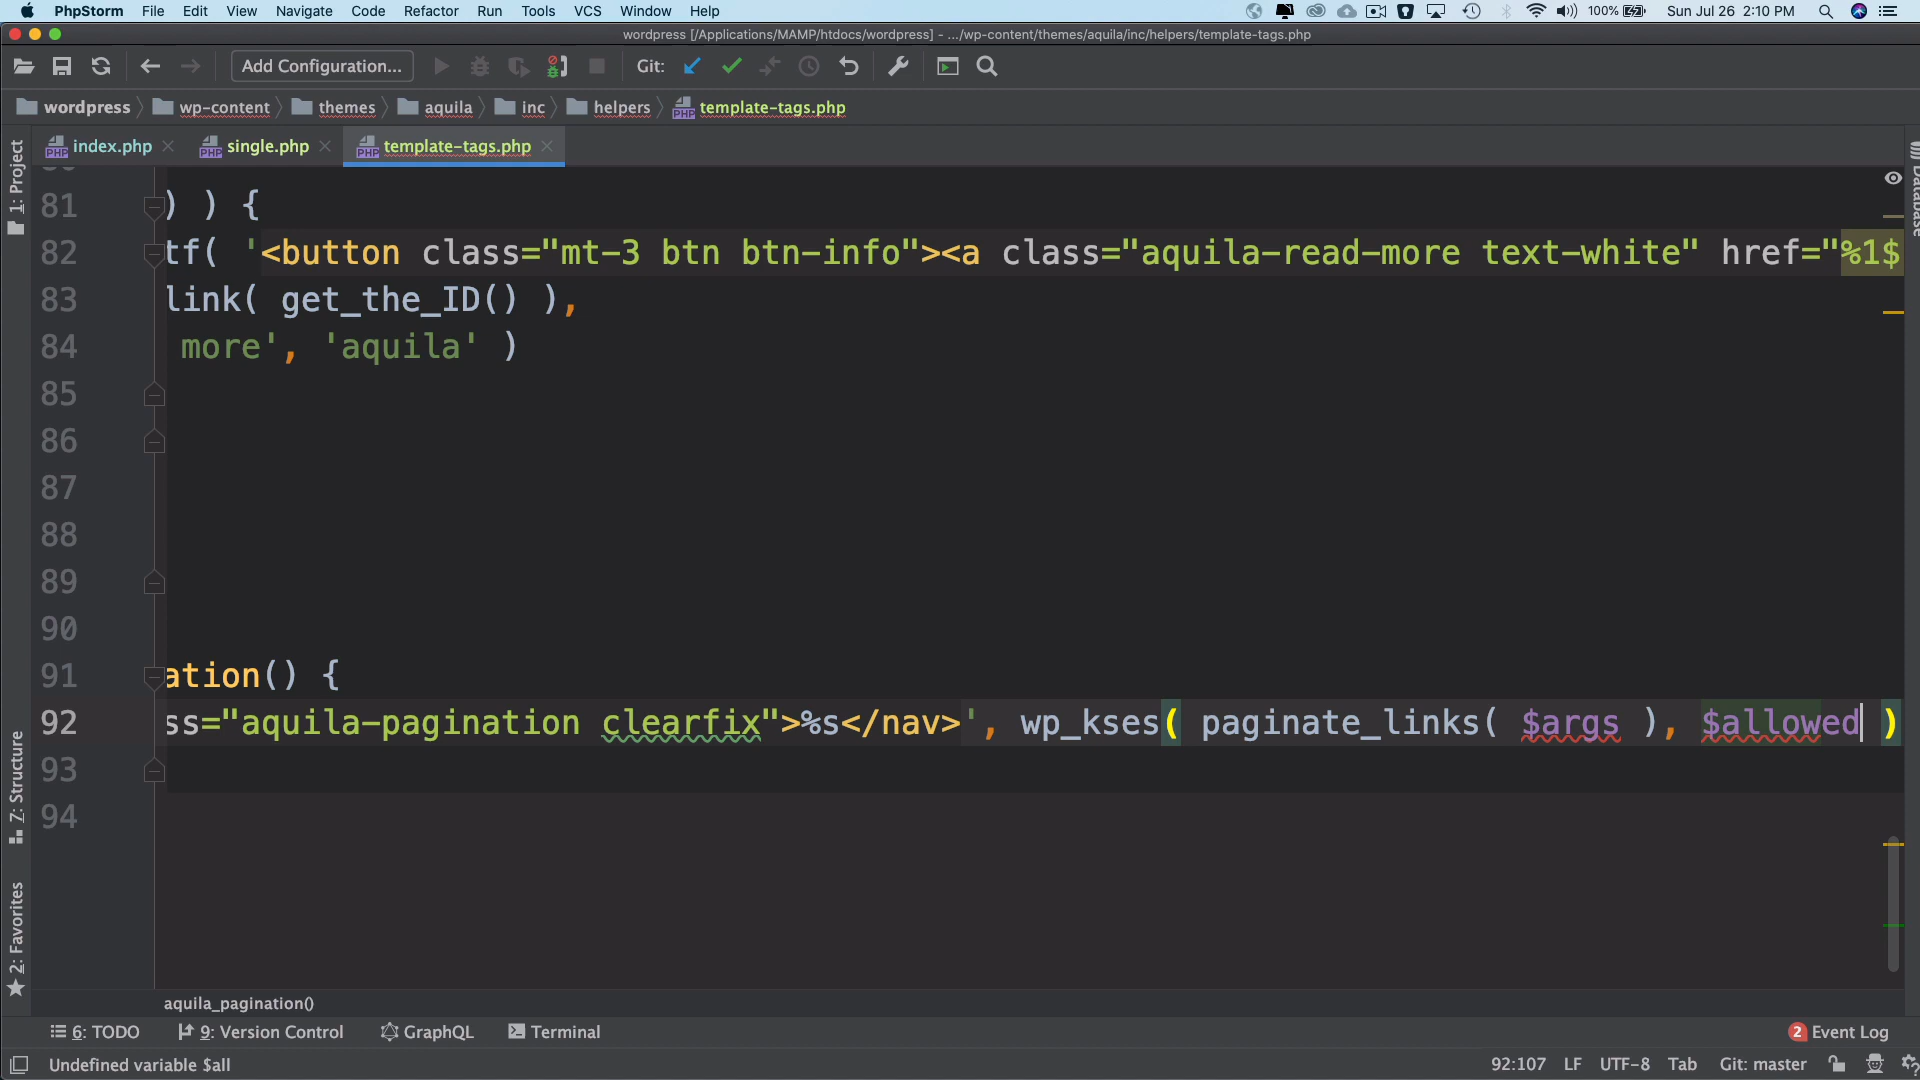 PhpStorm File Edit View Navigate Code Refactor Run Tools VCS Window Help 100% Sun Jul 26 2:10 PM
wordpress [/Applications/MAMP/htdocs/wordpress] - .../wp-content/themes/aquila/inc/helpers/template-tags.php
Add Configuration... Git:
wordpress wp-content themes aquila inc helpers template-tags.php
index.php single.php template-tags.php
1: Project
Database
81 ) ) {
82 tf( '<button class="mt-3 btn btn-info"><a class="aquila-read-more text-white" href="%1$
83 link( get_the_ID() ),
84 more', 'aquila' )
85
86
87
88
89
90
91 ation() {
92 ss="aquila-pagination clearfix">%s</nav>', wp_kses( paginate_links( $args ), $allowed )
93
94
7: Structure
2: Favorites
aquila_pagination()
6: TODO 9: Version Control GraphQL Terminal 2 Event Log
Undefined variable $all 92:107 LF UTF-8 Tab Git: master